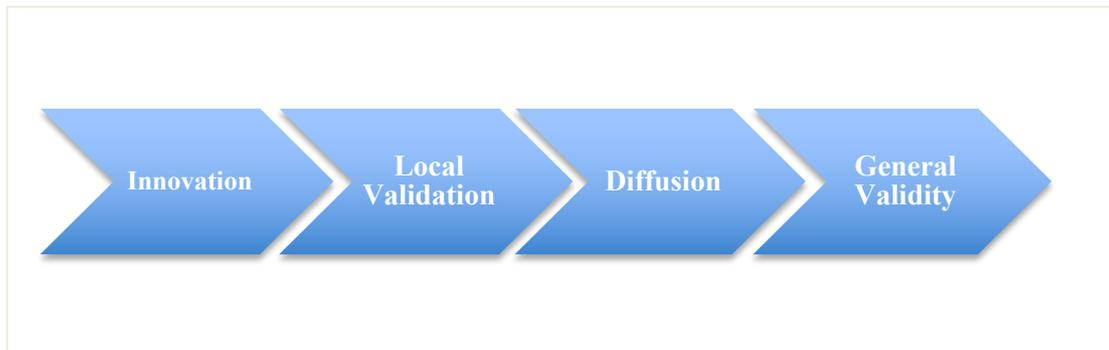 Innovation
Local
Validation
Diffusion
General
Validity